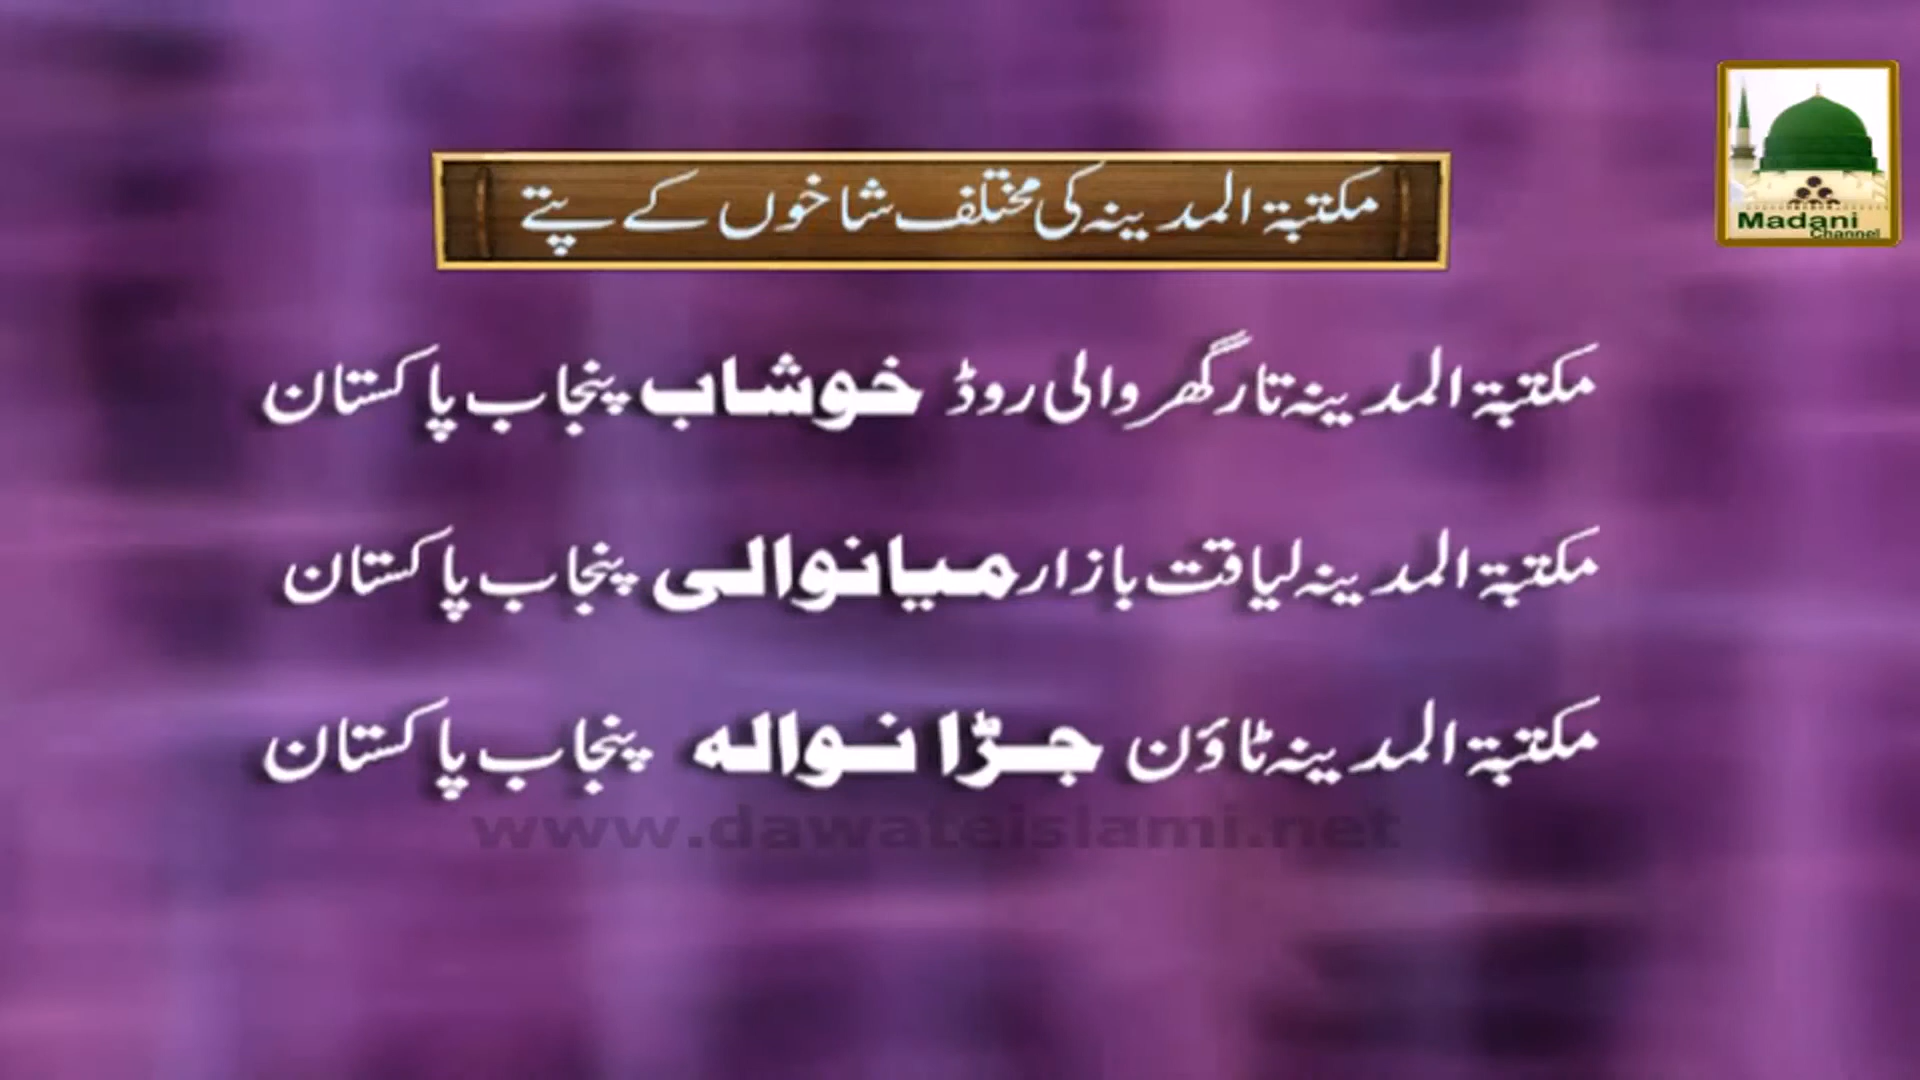 مکتبۃ المدینہ کی مختلف شاخوں کے پتے
Madani
Channel
مکتبۃ المدینہ تار گھر والی روڈ خوشاب پنجاب پاکستان
مکتبۃ المدینہ لیاقت بازار میانوالی پنجاب پاکستان
مکتبۃ المدینہ ٹاؤن جڑانوالہ پنجاب پاکستان
www.dawateislami.net